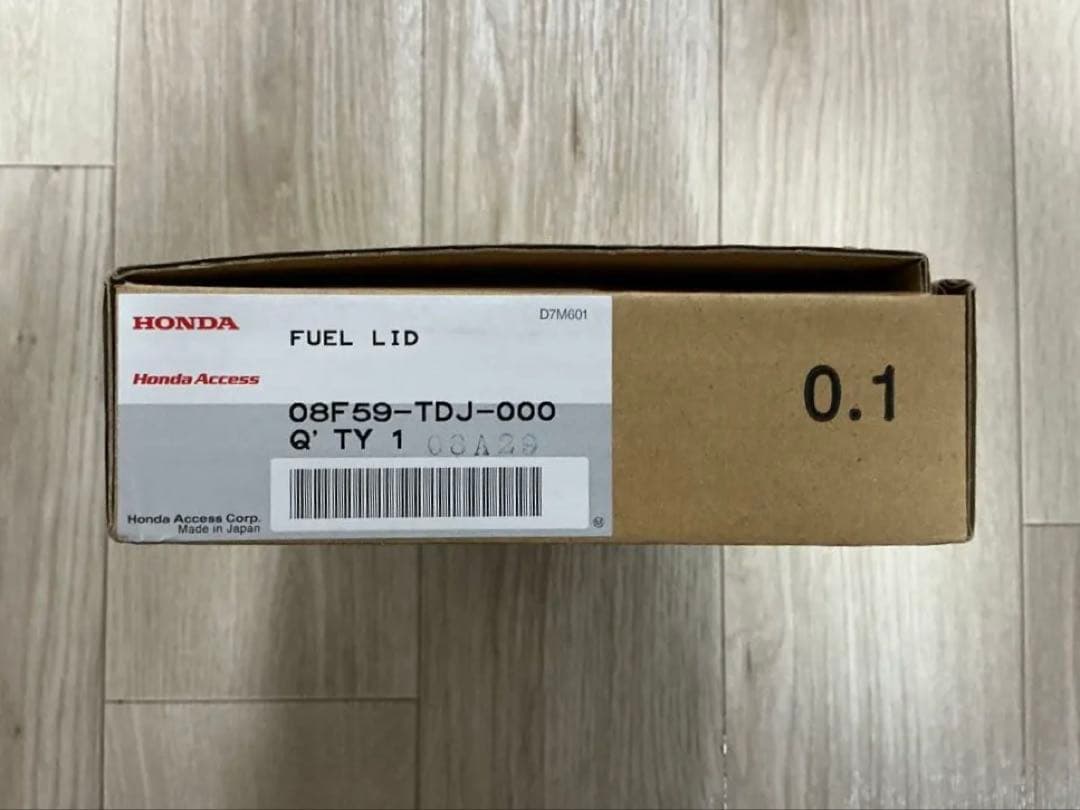 HONDA
FUEL LID
D7M601
Honda Access
08F59-TDJ-000
Q' TY 1
Honda Access Corp.
Made in Japan
0.1